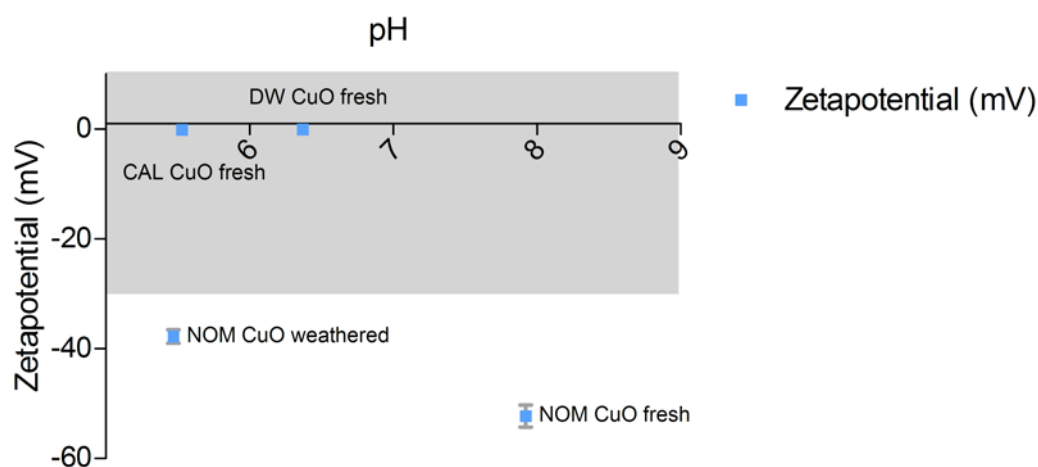 pH
DW CuO fresh
Zetapotential (mV)
0
6
7
8
9
CAL CuO fresh
Zetapotential (mV)
-20
-40
NOM CuO weathered
NOM CuO fresh
-60